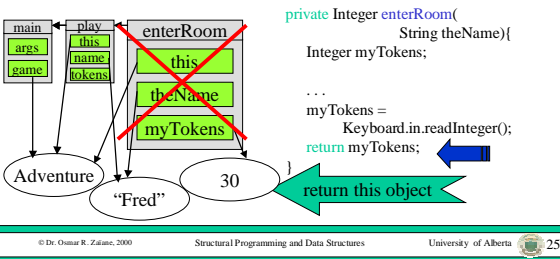 main
args
game
play
this
name
tokens
enterRoom
this
theName
myTokens
Adventure
“Fred”
30
private Integer enterRoom(
String theName){
Integer myTokens;
. . .
myTokens =
Keyboard.in.readInteger();
return myTokens;
}
return this object
© Dr. Osmar R. Zaïane, 2000 Structural Programming and Data Structures University of Alberta 25